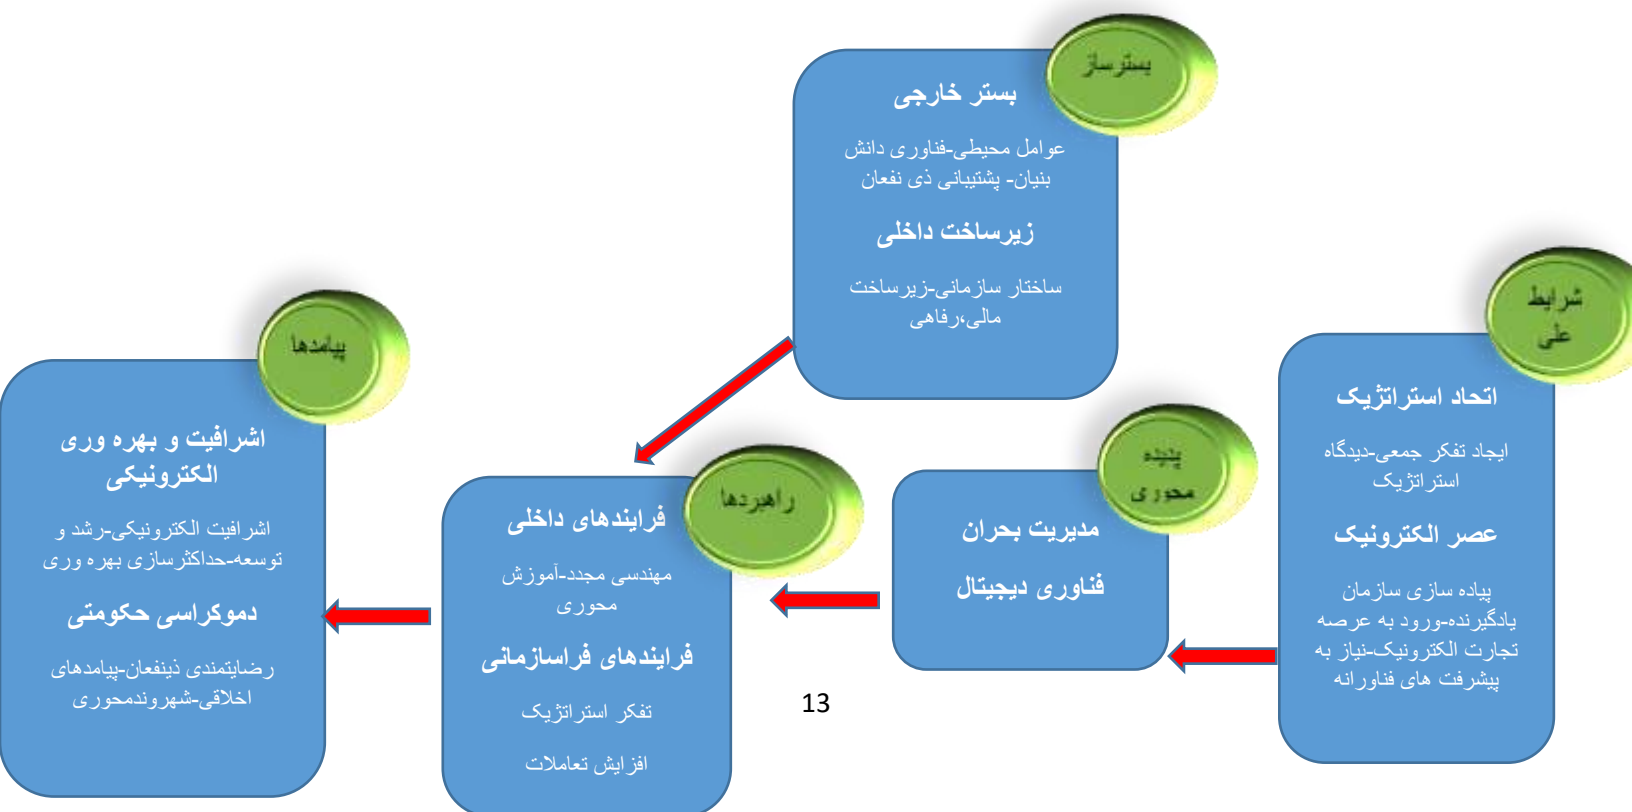 بسترساز
بستر خارجی
عوامل محیطی-فناوری دانش
بنیان- پشتیبانی ذی نفعان
زیرساخت داخلی
ساختار سازمانی-زیرساخت
مالی،رفاهی
شرایط
علی
اتحاد استراتژیک
ایجاد تفکر جمعی-دیدگاه
استراتژیک
عصر الکترونیک
پیاده سازی سازمان
یادگیرنده-ورود به عرصه
تجارت الکترونیک-نیاز به
پیشرفت های فناورانه
پدیده
محوری
مدیریت بحران
فناوری دیجیتال
راهبردها
فرایندهای داخلی
مهندسی مجدد-آموزش
محوری
فرایندهای فراسازمانی
تفکر استراتژیک
افزایش تعاملات
پیامدها
اشرافیت و بهره وری
الکترونیکی
اشرافیت الکترونیکی-رشد و
توسعه-حداکثرسازی بهره وری
دموکراسی حکومتی
رضایتمندی ذینفعان-پیامدهای
اخلاقی-شهروندمحوری
13